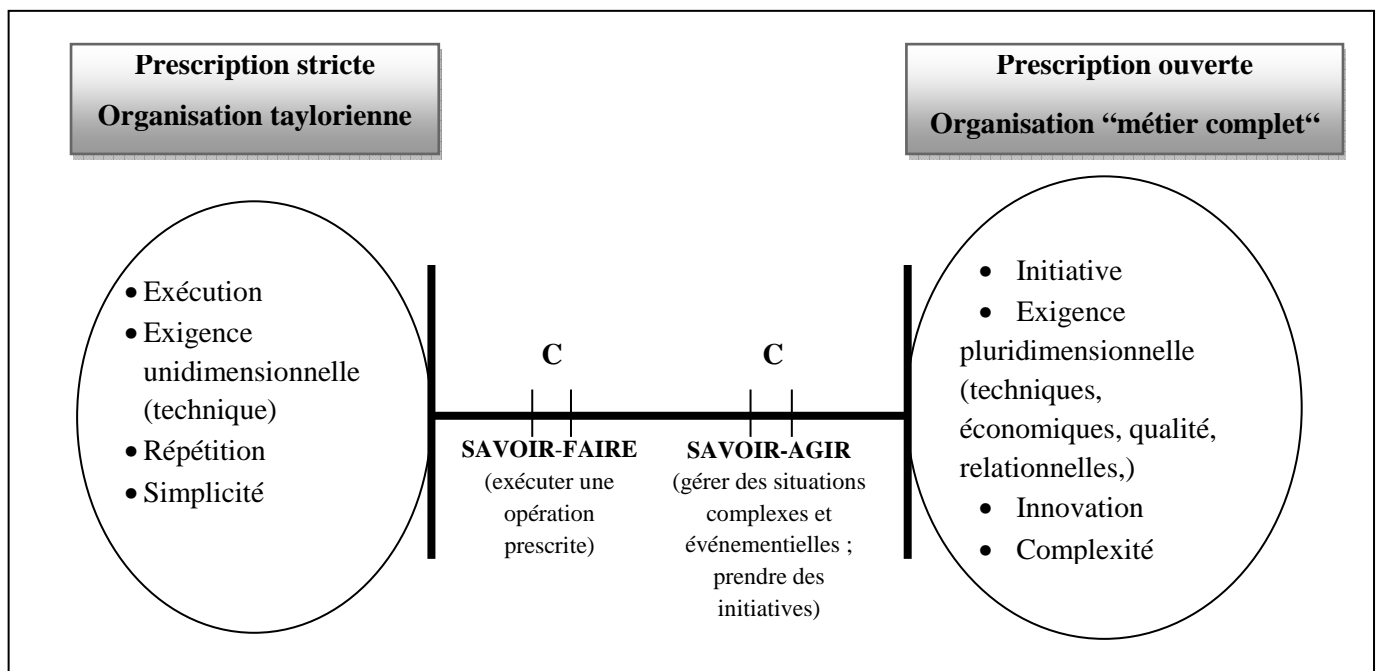 Prescription stricte
Organisation taylorienne
Prescription ouverte
Organisation “métier complet“
• Exécution
• Exigence
unidimensionnelle
(technique)
• Répétition
• Simplicité
C
SAVOIR-FAIRE
(exécuter une
opération
prescrite)
C
SAVOIR-AGIR
(gérer des situations
complexes et
événementielles ;
prendre des
initiatives)
• Initiative
• Exigence
pluridimensionnelle
(techniques,
économiques, qualité,
relationnelles,)
• Innovation
• Complexité